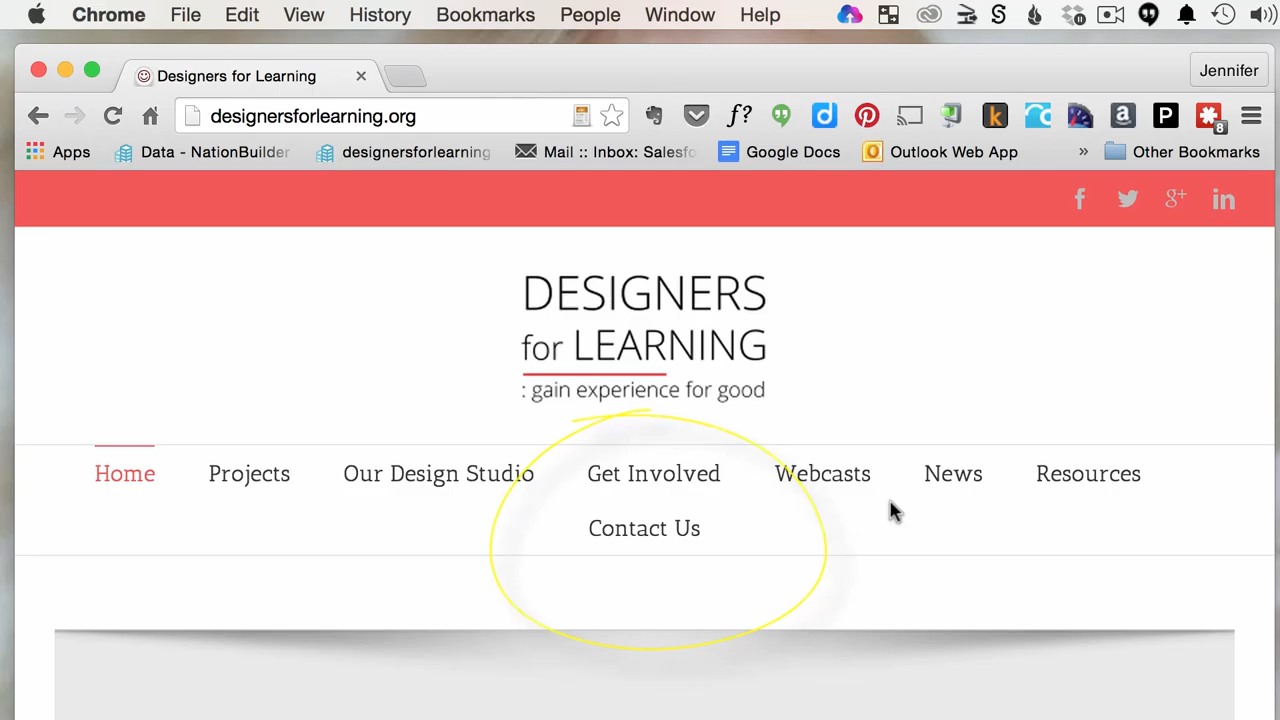 Chrome File Edit View History Bookmarks People Window Help
Designers for Learning
Jennifer
designersforlearning.org
f?
8
Apps Data - NationBuilder designersforlearning Mail :: Inbox: Salesfo Google Docs Outlook Web App » Other Bookmarks
DESIGNERS
for LEARNING
: gain experience for good
Home Projects Our Design Studio Get Involved Webcasts News Resources
Contact Us